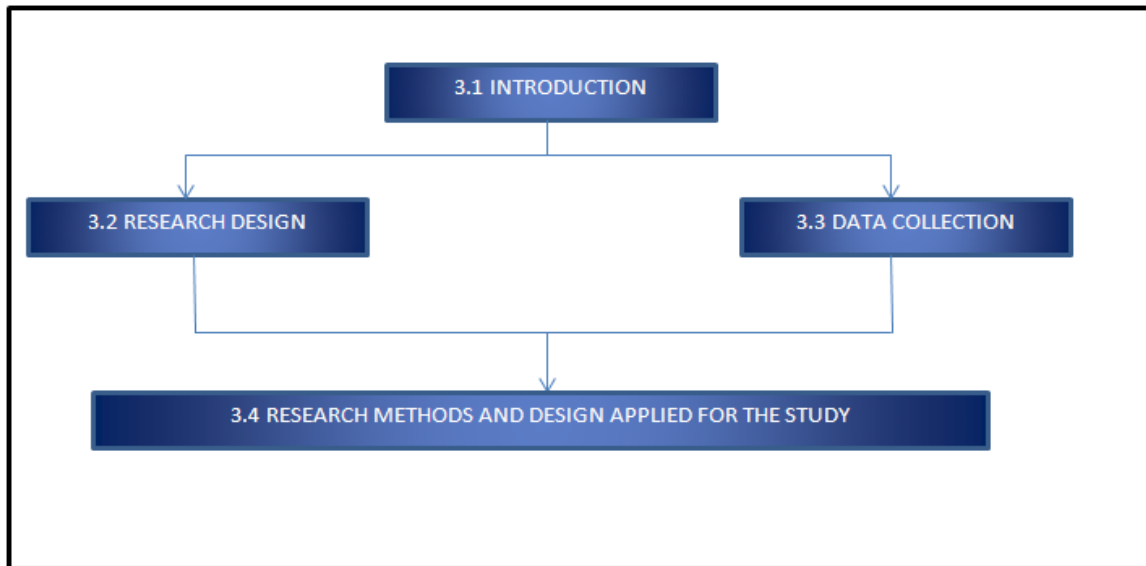 3.1 INTRODUCTION
3.2 RESEARCH DESIGN
3.3 DATA COLLECTION
3.4 RESEARCH METHODS AND DESIGN APPLIED FOR THE STUDY